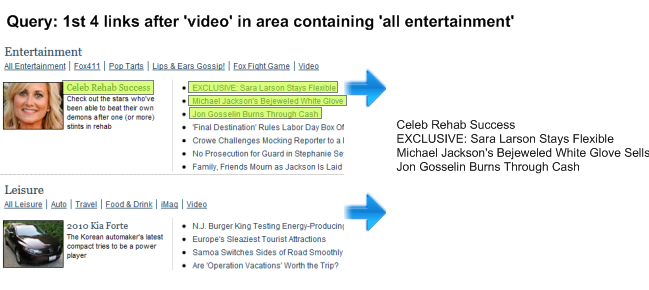 Query: 1st 4 links after 'video' in area containing 'all entertainment'
Entertainment
All Entertainment | Fox411 | Pop Tarts | Lips & Ears Gossip! | Fox Fight Game | Video
Celeb Rehab Success
Check out the stars who've
been able to beat their own
demons after one (or more)
stints in rehab
• EXCLUSIVE: Sara Larson Stays Flexible
• Michael Jackson's Bejeweled White Glove
• Jon Gosselin Burns Through Cash
• 'Final Destination' Rules Labor Day Box Of
• Crowe Challenges Mocking Reporter to a
• No Prosecution for Guard in Stephanie Se
• Family, Friends Mourn as Jackson Is Laid
Celeb Rehab Success
EXCLUSIVE: Sara Larson Stays Flexible
Michael Jackson's Bejeweled White Glove Sells
Jon Gosselin Burns Through Cash
Leisure
All Leisure | Auto | Travel | Food & Drink | iMag | Video
2010 Kia Forte
The Korean automaker's latest
compact tries to be a power
player
• N.J. Burger King Testing Energy-Producing
• Europe's Sleaziest Tourist Attractions
• Samoa Switches Sides of Road Smoothly
• Are 'Operation Vacations' Worth the Trip?